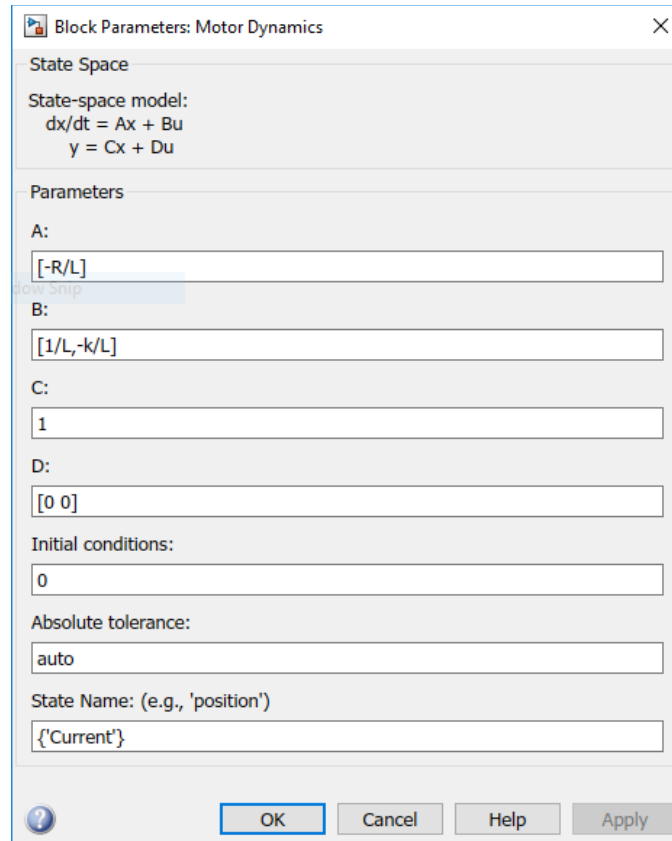 Block Parameters: Motor Dynamics
State Space
State-space model:
dx/dt = Ax + Bu
y = Cx + Du
Parameters
A:
[-R/L]
dow Snip
B:
[1/L,-k/L]
C:
1
D:
[0 0]
Initial conditions:
0
Absolute tolerance:
auto
State Name: (e.g., 'position')
{'Current'}
OK Cancel Help Apply